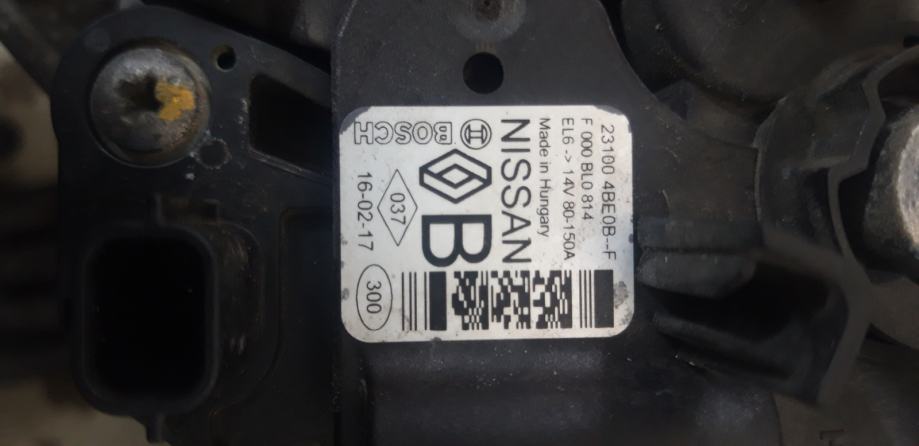 23100 4BE0B--F
F 000 BL0 814
EL6 -> 14V 80-150A
Made in Hungary
NISSAN
B
037
BOSCH
16-02-17
300